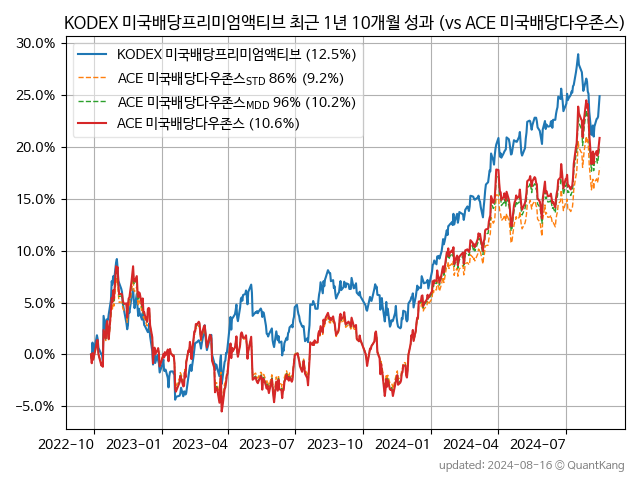 KODEX 미국배당프리미엄액티브 최근 1년 10개월 성과 (vs ACE 미국배당다우존스)
30.0%
25.0%
20.0%
15.0%
10.0%
5.0%
0.0%
−5.0%
KODEX 미국배당프리미엄액티브 (12.5%)
ACE 미국배당다우존스STD 86% (9.2%)
ACE 미국배당다우존스MDD 96% (10.2%)
ACE 미국배당다우존스 (10.6%)
2022-10 2023-01 2023-04 2023-07 2023-10 2024-01 2024-04 2024-07
updated: 2024-08-16 © QuantKang